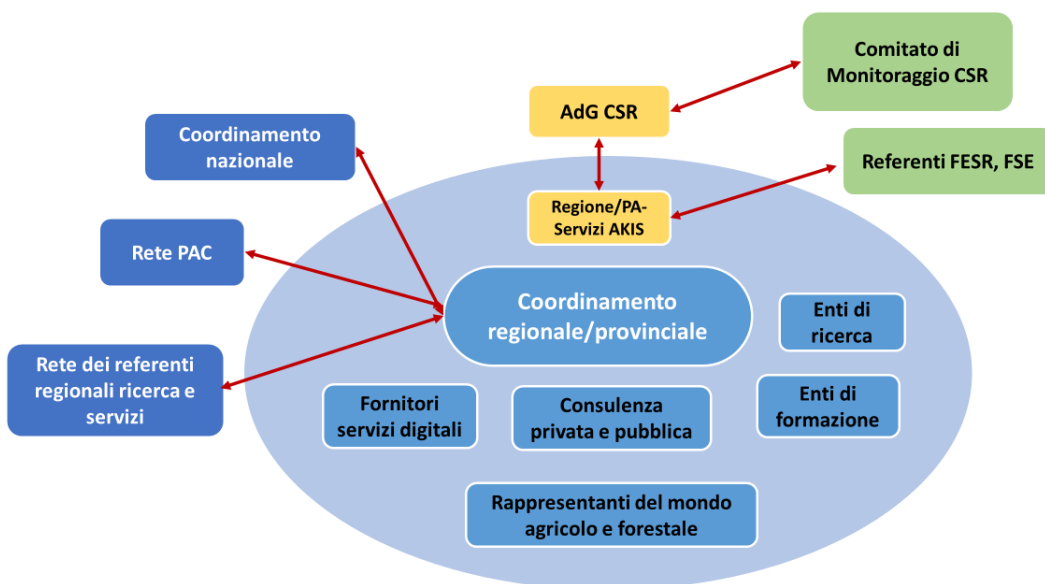 Comitato di
Monitoraggio CSR
AdG CSR
Coordinamento
nazionale
Referenti FESR, FSE
Regione/PA-
Servizi AKIS
Rete PAC
Coordinamento
regionale/provinciale
Enti di
ricerca
Rete dei referenti
regionali ricerca e
servizi
Fornitori
servizi digitali
Consulenza
privata e pubblica
Enti di
formazione
Rappresentanti del mondo
agricolo e forestale